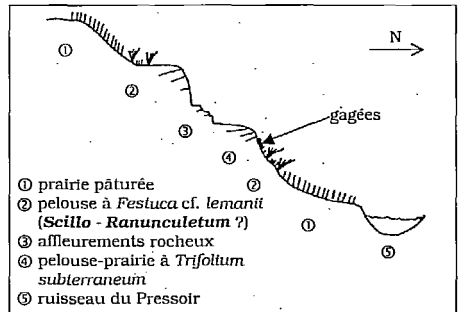 N
①
②
gagées
③
④
②
①
⑤
① prairie pâturée
② pelouse à Festuca cf. lemanii
(Scillo - Ranunculetum ?)
③ affleurements rocheux
④ pelouse-prairie à Trifolium
subterraneum
⑤ ruisseau du Pressoir